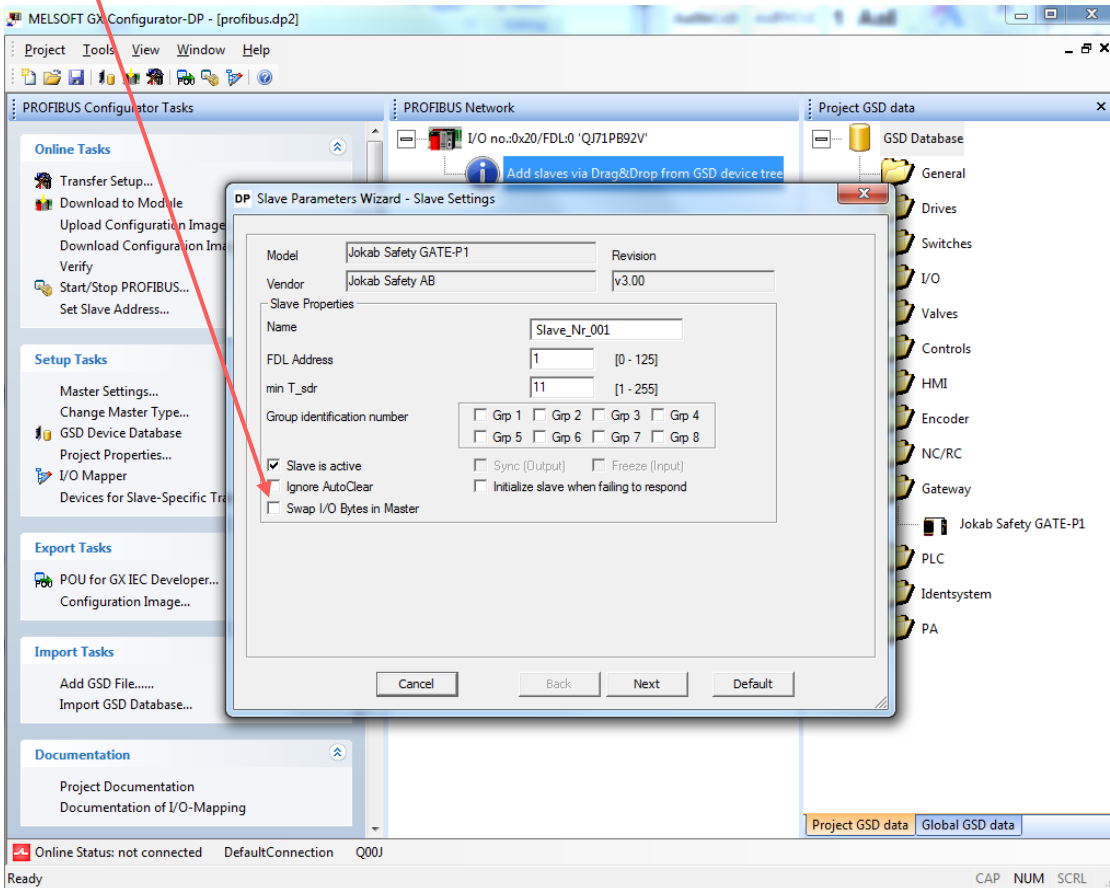 MELSOFT GX Configurator-DP - [profibus.dp2]
Project Tools View Window Help
PROFIBUS Configurator Tasks
Online Tasks
Transfer Setup...
Download to Module
Upload Configuration Image
Download Configuration Ima
Verify
Start/Stop PROFIBUS...
Set Slave Address...
Setup Tasks
Master Settings...
Change Master Type...
GSD Device Database
Project Properties...
I/O Mapper
Devices for Slave-Specific Tra
Export Tasks
POU for GX IEC Developer...
Configuration Image...
Import Tasks
Add GSD File......
Import GSD Database...
Documentation
Project Documentation
Documentation of I/O-Mapping
PROFIBUS Network
I/O no.:0x20/FDL:0 'QJ71PB92V'
Add slaves via Drag&Drop from GSD device tree
DP Slave Parameters Wizard - Slave Settings
Model Jokab Safety GATE-P1 Revision
Vendor Jokab Safety AB v3.00
Slave Properties
Name Slave_Nr_001
FDL Address 1 [0 - 125]
min T_sdr 11 [1 - 255]
Group identification number Grp 1 Grp 2 Grp 3 Grp 4
Grp 5 Grp 6 Grp 7 Grp 8
Slave is active Sync (Output) Freeze (Input)
Ignore AutoClear Initialize slave when failing to respond
Swap I/O Bytes in Master
Cancel Back Next Default
Project GSD data
GSD Database
General
Drives
Switches
I/O
Valves
Controls
HMI
Encoder
NC/RC
Gateway
Jokab Safety GATE-P1
PLC
Identsystem
PA
Project GSD data Global GSD data
Online Status: not connected DefaultConnection Q00J
Ready CAP NUM SCRL